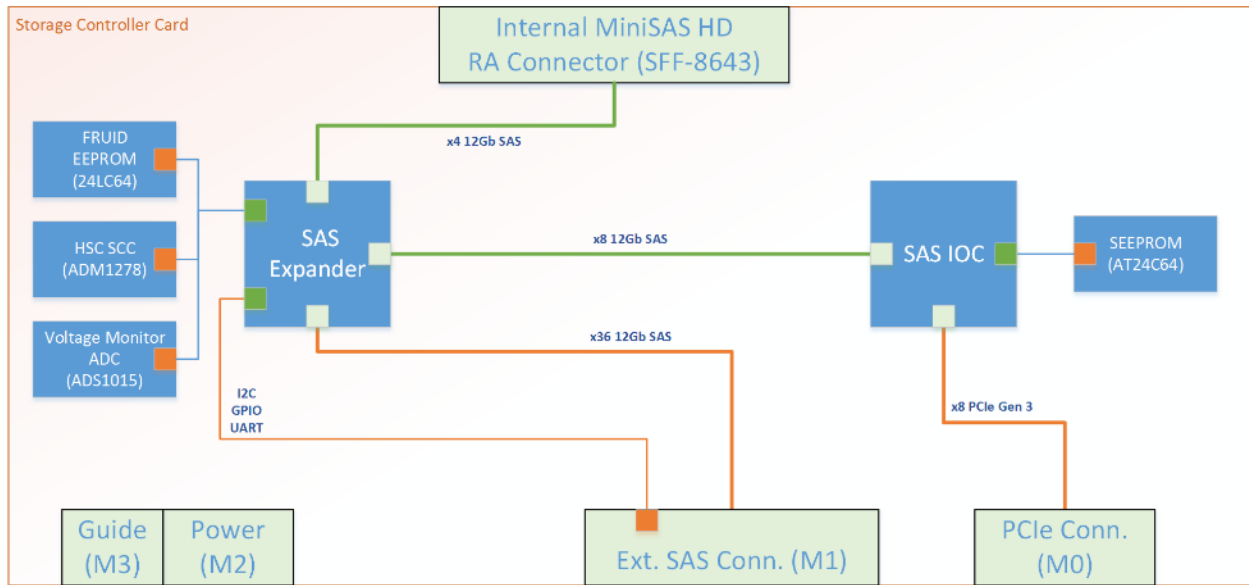 Storage Controller Card
Internal MiniSAS HD
RA Connector (SFF-8643)
x4 12Gb SAS
FRUID
EEPROM
(24LC64)
HSC SCC
(ADM1278)
Voltage Monitor
ADC
(ADS1015)
SAS
Expander
x8 12Gb SAS
SAS IOC
SEEPROM
(AT24C64)
x36 12Gb SAS
I2C
GPIO
UART
x8 PCIe Gen 3
Guide
(M3)
Power
(M2)
Ext. SAS Conn. (M1)
PCIe Conn.
(M0)